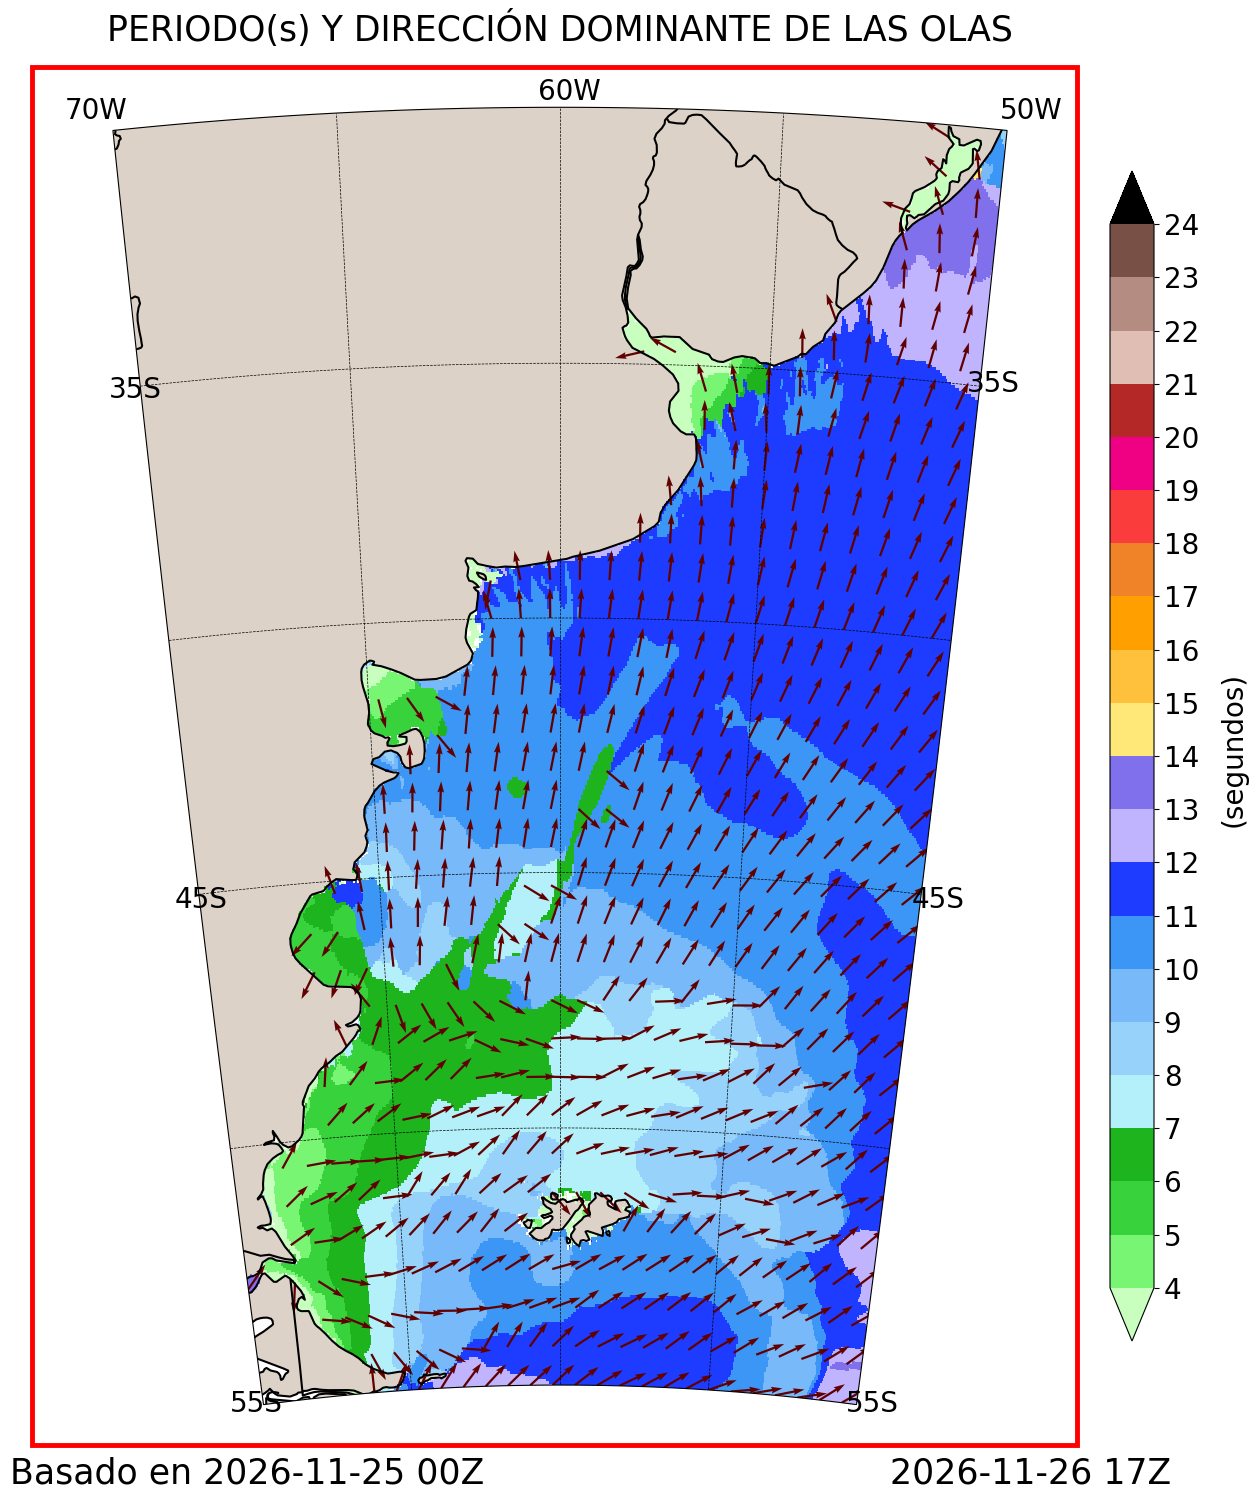 PERIODO(s) Y DIRECCIÓN DOMINANTE DE LAS OLAS
70W
60W
50W
35S
35S
45S
45S
55S
55S
24
23
22
21
20
19
18
17
16
15
14
13
12
11
10
9
8
7
6
5
4
(segundos)
Basado en 2026-11-25 00Z
2026-11-26 17Z